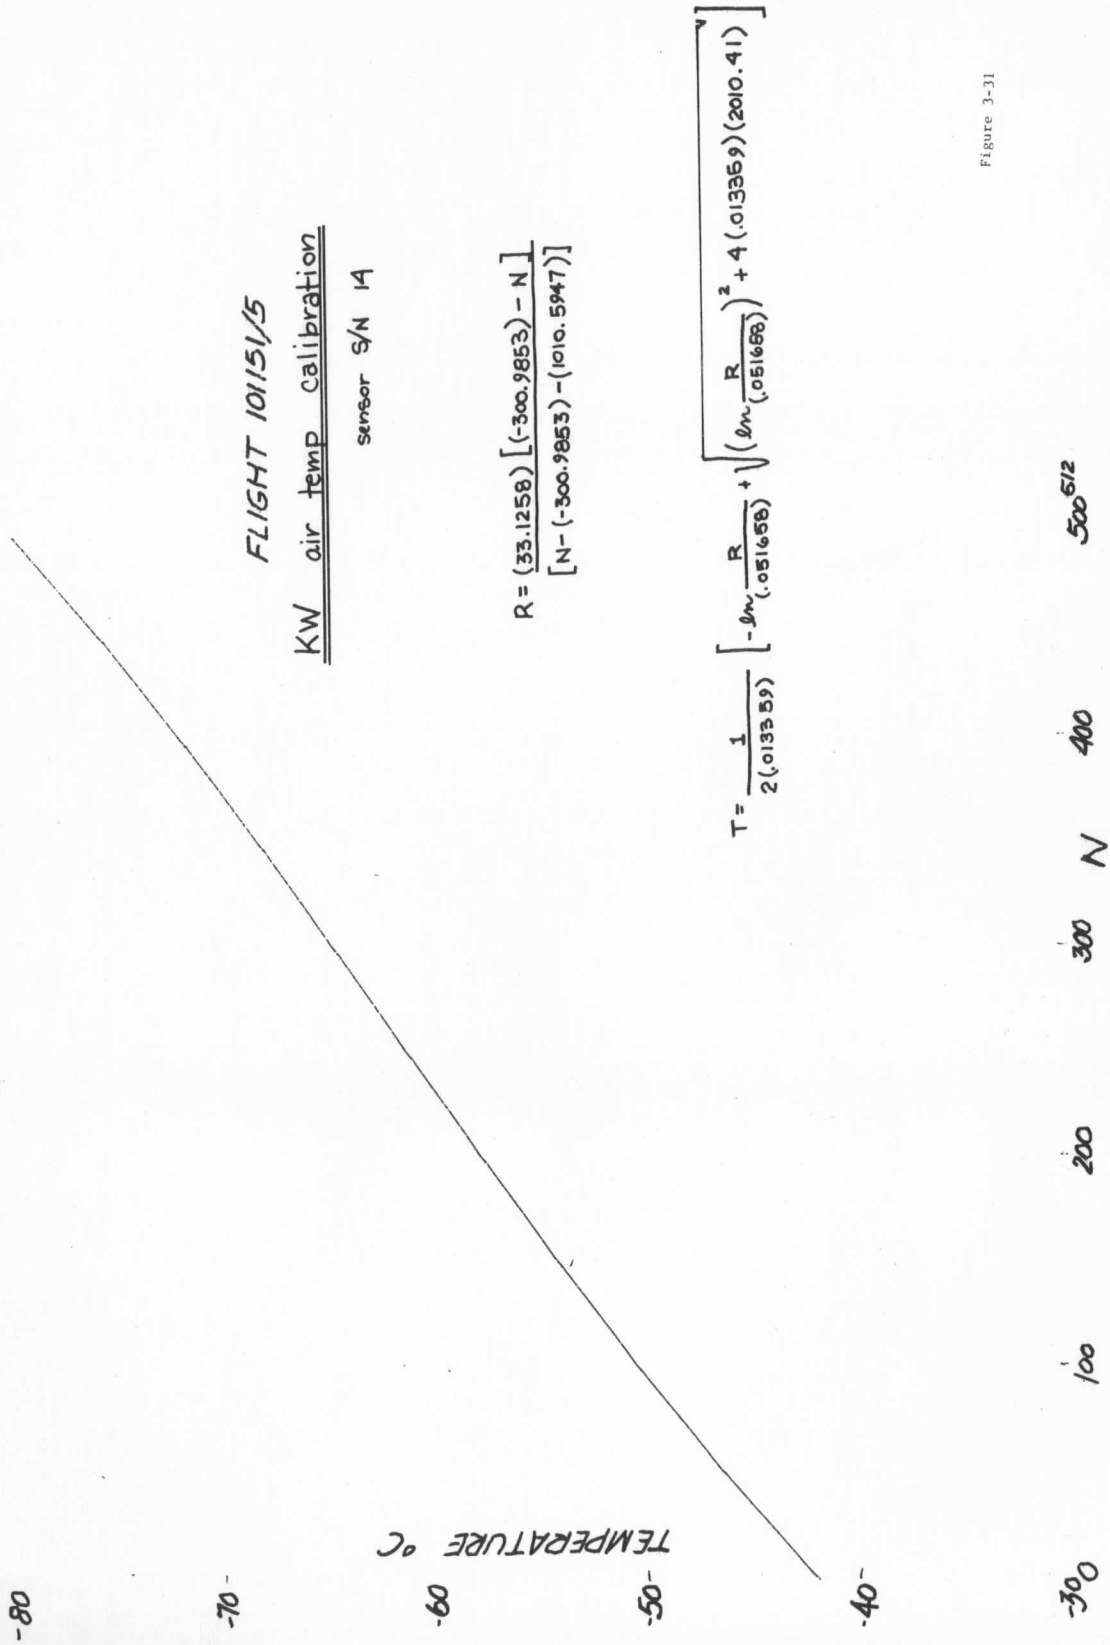 FLIGHT 101151/5
KW air temp calibration
sensor S/N 14
R = (33.1258) [(-300.9853) - N]
[N - (-300.9853) - (1010.5947)]
T = 1 / 2(.013359) [-ln R/(.051658) + √(ln R/(.051658))² + 4(.013359)(2010.41)]
TEMPERATURE °C
-80
-70
-60
-50
-40
-30
0
100
200
300
N
400
500
512
Figure 3-31